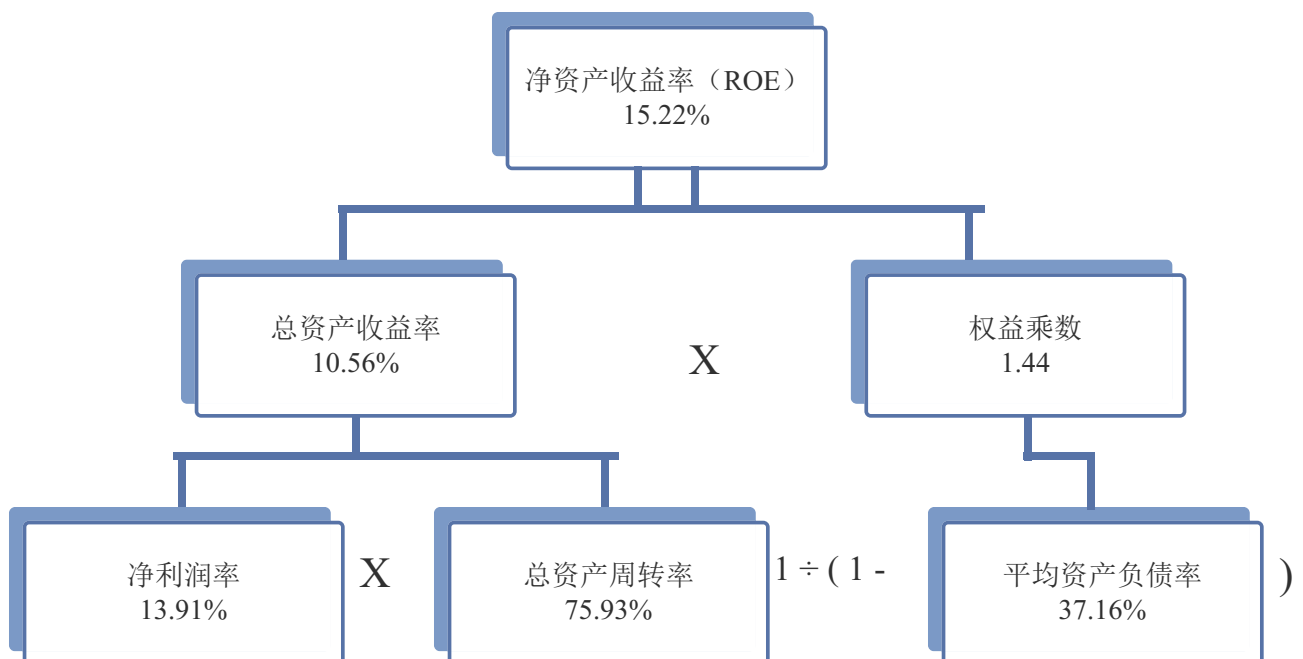 净资产收益率（ROE）
15.22%
总资产收益率
10.56%
X
权益乘数
1.44
净利润率
13.91%
X
总资产周转率
75.93%
1 ÷ ( 1 -
平均资产负债率
37.16%
)